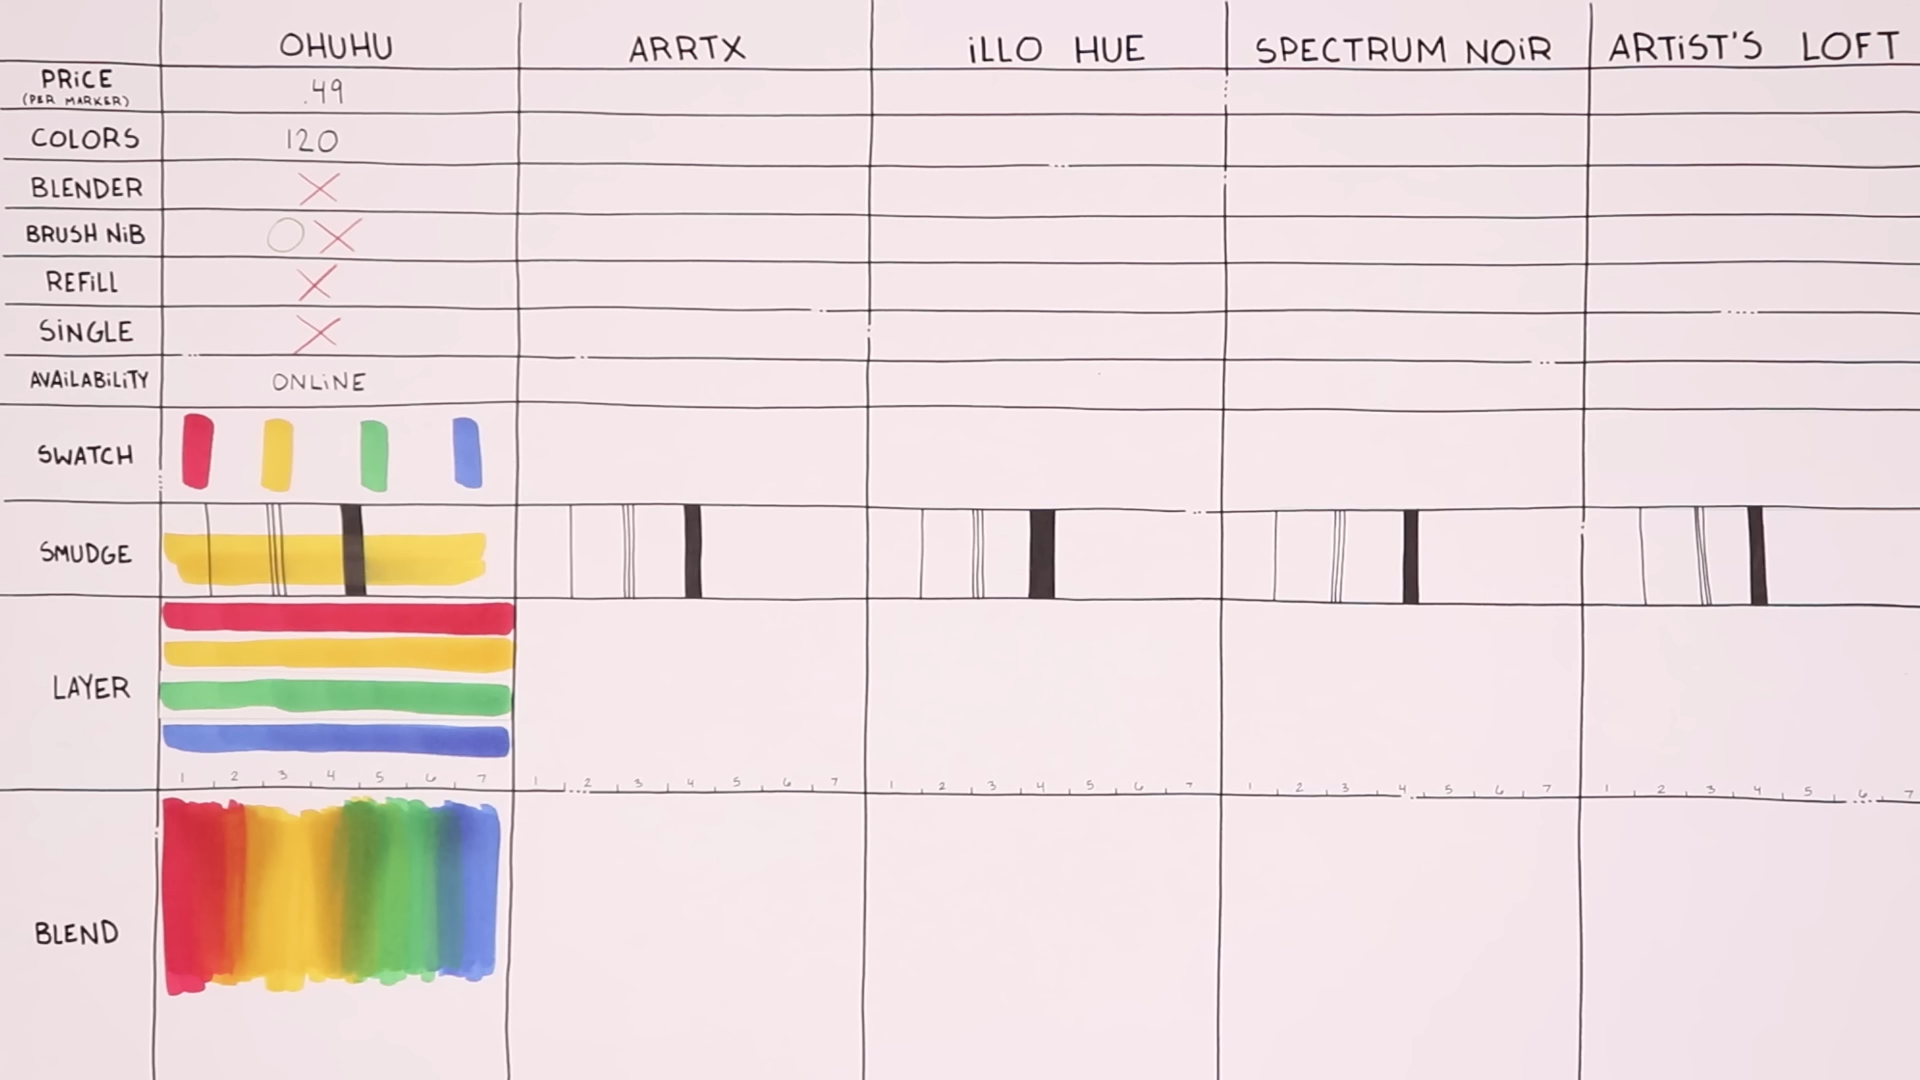 OHUHU ARRTX iLLO HUE SPECTRUM NOiR ARTiST'S LOFT
PRiCE
(PER MARKER)
.49
COLORS 120
BLENDER X
BRUSH NiB O X
REFiLL X
SiNGLE X
AVAiLABiLiTY ONLiNE
SWATCH
SMUDGE
LAYER
1 2 3 4 5 6 7 1 2 3 4 5 6 7 1 2 3 4 5 6 7 1 2 3 4 5 6 7 1 2 3 4 5 6 7
BLEND